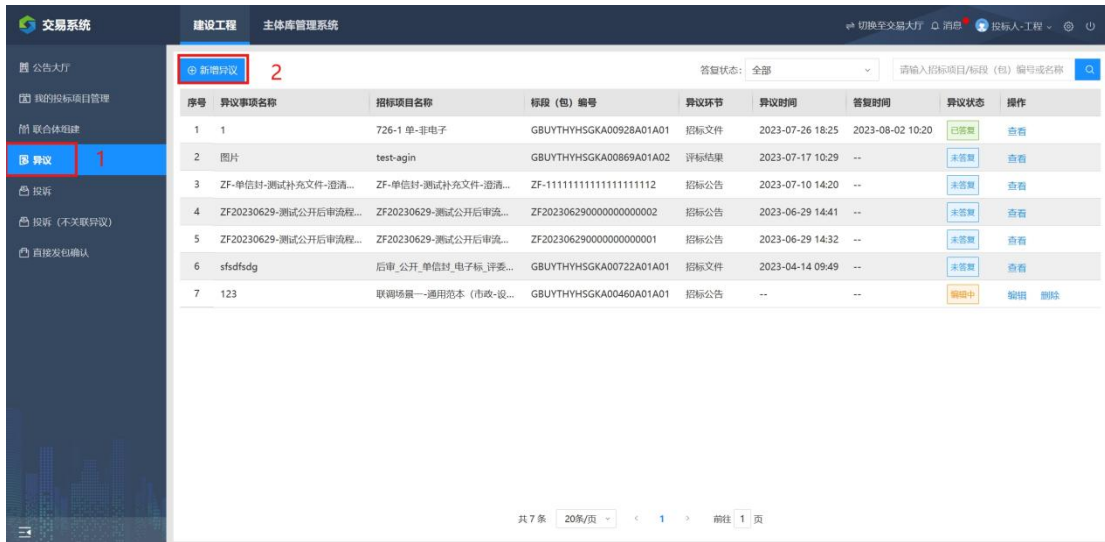 交易系统
建设工程 主体库管理系统
切换至交易大厅 消息 投标人-工程
公告大厅
我的投标项目管理
联合体组建
异议 1
投诉
投诉（不关联异议）
直接发包确认
新增异议 2
答复状态： 全部 请输入招标项目/标段（包）编号或名称
序号 异议事项名称 招标项目名称 标段（包）编号 异议环节 异议时间 答复时间 异议状态 操作
1 1 726-1 单-非电子 GBUYTHYHSGKA00928A01A01 招标文件 2023-07-26 18:25 2023-08-02 10:20 已答复 查看
2 图片 test-agin GBUYTHYHSGKA00869A01A02 评标结果 2023-07-17 10:29 -- 未答复 查看
3 ZF-单信封-测试补充文件-澄清... ZF-单信封-测试补充文件-澄清... ZF-11111111111111111112 招标公告 2023-07-10 14:20 -- 未答复 查看
4 ZF20230629-测试公开后审流程... ZF20230629-测试公开后审流... ZF202306290000000000002 招标公告 2023-06-29 14:41 -- 未答复 查看
5 ZF20230629-测试公开后审流程... ZF20230629-测试公开后审流... ZF202306290000000000001 招标公告 2023-06-29 14:32 -- 未答复 查看
6 sfsdfsdg 后审_公开_单信封_电子标_评委... GBUYTHYHSGKA00722A01A01 招标文件 2023-04-14 09:49 -- 未答复 查看
7 123 联调场景一-通用范本（市政-设... GBUYTHYHSGKA00460A01A01 招标公告 -- -- 编辑中 编辑 删除
共 7 条 20条/页 < 1 > 前往 1 页